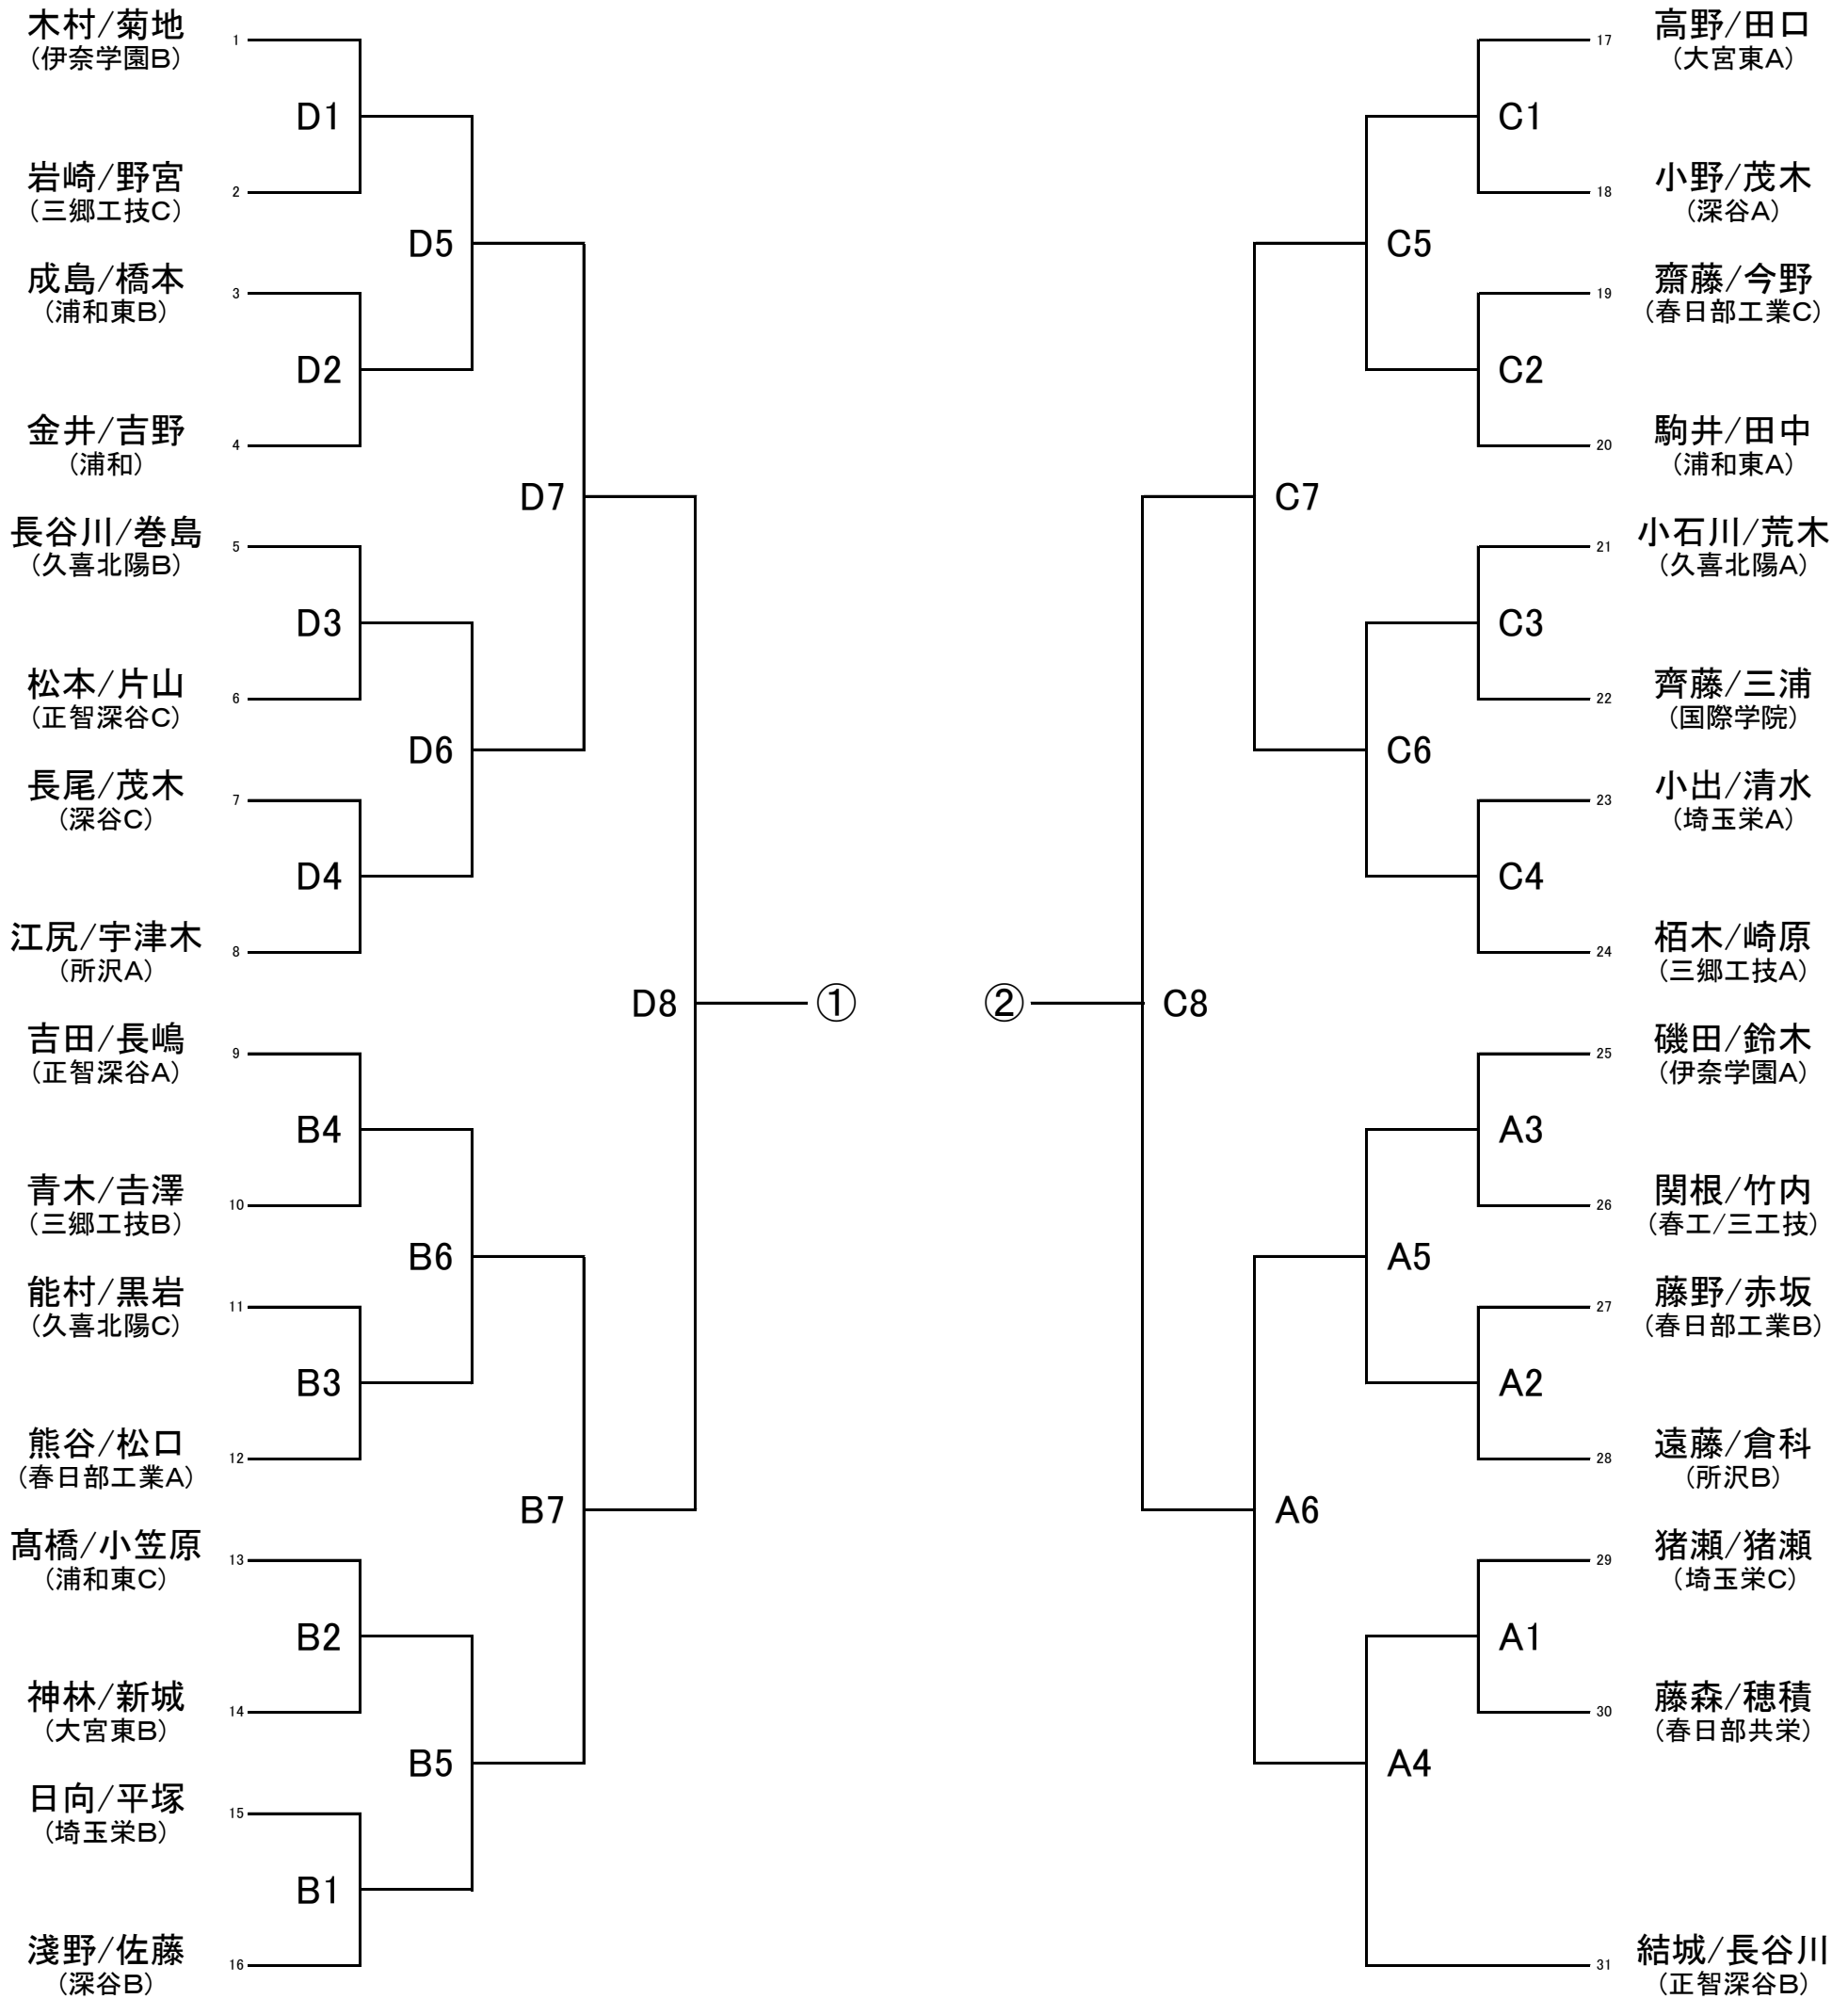 木村/菊地
(伊奈学園B)
1
D1
岩崎/野宮
(三郷工技C)
2
D5
成島/橋本
(浦和東B)
3
D2
金井/吉野
(浦和)
4
D7
長谷川/巻島
(久喜北陽B)
5
D3
松本/片山
(正智深谷C)
6
D6
長尾/茂木
(深谷C)
7
D4
江尻/宇津木
(所沢A)
8
D8
①
吉田/長嶋
(正智深谷A)
9
B4
青木/吉澤
(三郷工技B)
10
B6
能村/黒岩
(久喜北陽C)
11
B3
熊谷/松口
(春日部工業A)
12
B7
髙橋/小笠原
(浦和東C)
13
B2
神林/新城
(大宮東B)
14
B5
日向/平塚
(埼玉栄B)
15
B1
淺野/佐藤
(深谷B)
16
17
高野/田口
(大宮東A)
C1
18
小野/茂木
(深谷A)
C5
19
齋藤/今野
(春日部工業C)
C2
20
駒井/田中
(浦和東A)
C7
21
小石川/荒木
(久喜北陽A)
C3
22
齊藤/三浦
(国際学院)
C6
23
小出/清水
(埼玉栄A)
C4
24
栢木/崎原
(三郷工技A)
②
C8
25
磯田/鈴木
(伊奈学園A)
A3
26
関根/竹内
(春工/三工技)
A5
27
藤野/赤坂
(春日部工業B)
A2
28
遠藤/倉科
(所沢B)
A6
29
猪瀬/猪瀬
(埼玉栄C)
A1
30
藤森/穂積
(春日部共栄)
A4
31
結城/長谷川
(正智深谷B)